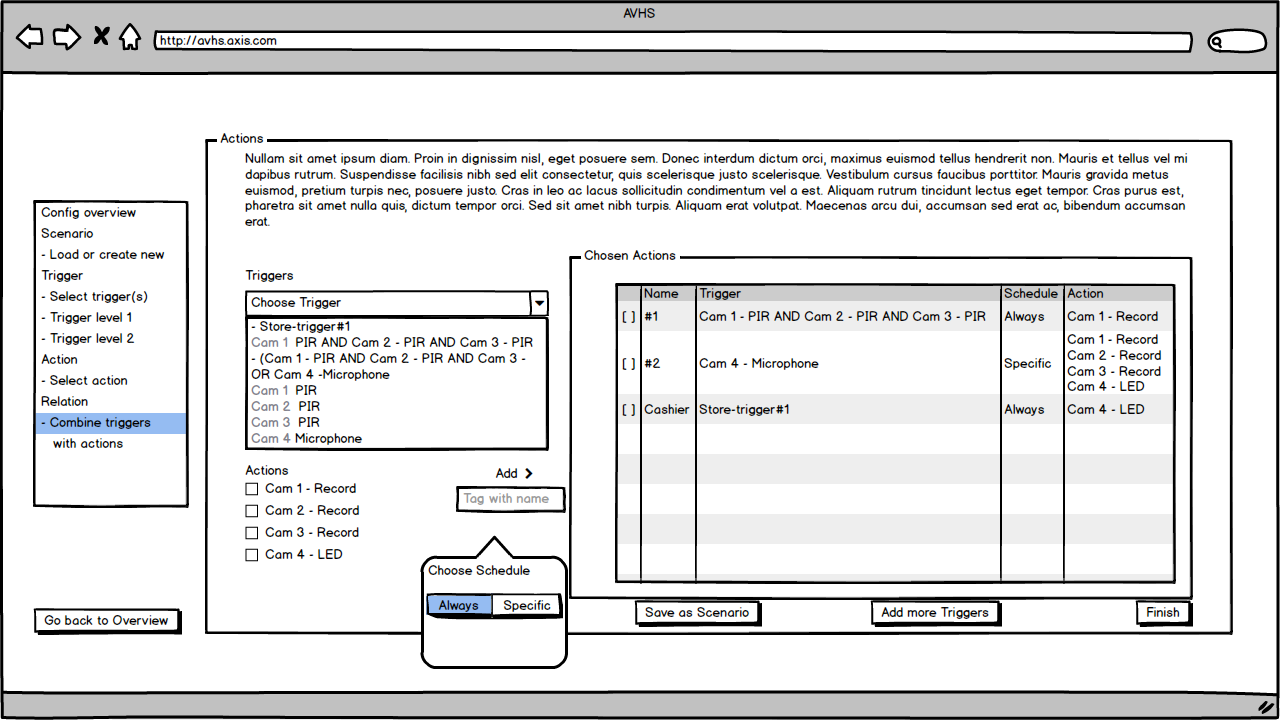 AVHS
http://avhs.axis.com
Actions
Nullam sit amet ipsum diam. Proin in dignissim nisl, eget posuere sem. Donec interdum dictum orci, maximus euismod tellus hendrerit non. Mauris et tellus vel mi
dapibus rutrum. Suspendisse facilisis nibh sed elit consectetur, quis scelerisque justo scelerisque. Vestibulum cursus faucibus porttitor. Mauris gravida metus
euismod, pretium turpis nec, posuere justo. Cras in leo ac lacus sollicitudin condimentum vel a est. Aliquam rutrum tincidunt lectus eget tempor. Cras purus est,
pharetra sit amet nulla quis, dictum tempor orci. Sed sit amet nibh turpis. Aliquam erat volutpat. Maecenas arcu dui, accumsan sed erat ac, bibendum accumsan
erat.
Config overview
Scenario
- Load or create new
Trigger
- Select trigger(s)
- Trigger level 1
- Trigger level 2
Action
- Select action
Relation
- Combine triggers
with actions
Go back to Overview
Triggers
Choose Trigger
- Store-trigger#1
Cam 1 PIR AND Cam 2 - PIR AND Cam 3 - PIR
- (Cam 1 - PIR AND Cam 2 - PIR AND Cam 3 -
OR Cam 4 -Microphone
Cam 1 PIR
Cam 2 PIR
Cam 3 PIR
Cam 4 Microphone
Actions
Cam 1 - Record
Cam 2 - Record
Cam 3 - Record
Cam 4 - LED
Add
Tag with name
Choose Schedule
Always Specific
Chosen Actions
Name Trigger Schedule Action
[ ] #1 Cam 1 - PIR AND Cam 2 - PIR AND Cam 3 - PIR Always Cam 1 - Record
[ ] #2 Cam 4 - Microphone Specific Cam 1 - Record
Cam 2 - Record
Cam 3 - Record
Cam 4 - LED
[ ] Cashier Store-trigger#1 Always Cam 4 - LED
Save as Scenario
Add more Triggers
Finish